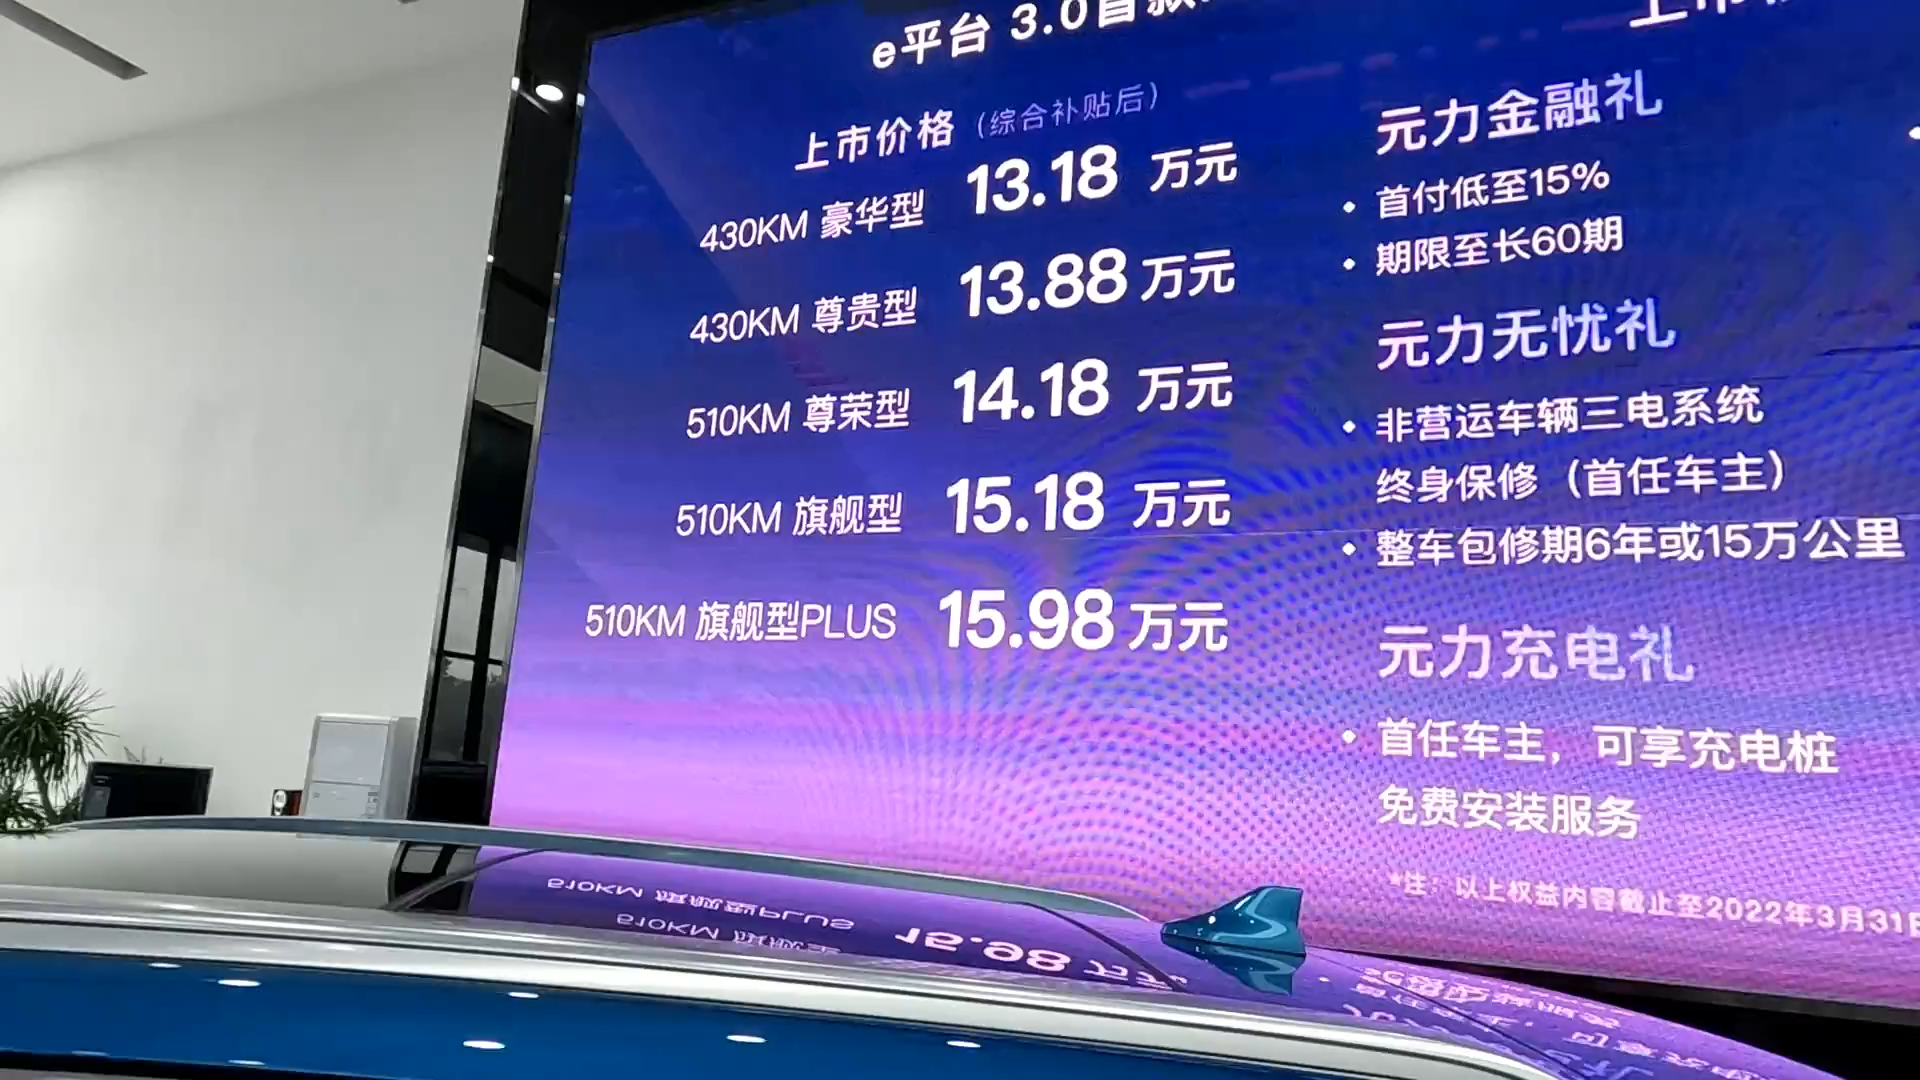 e平台 3.0首款
上市价格（综合补贴后）
430KM 豪华型 13.18 万元
430KM 尊贵型 13.88 万元
510KM 尊荣型 14.18 万元
510KM 旗舰型 15.18 万元
510KM 旗舰型PLUS 15.98 万元
上市
元力金融礼
• 首付低至15%
• 期限至长60期
元力无忧礼
• 非营运车辆三电系统
终身保修（首任车主）
• 整车包修期6年或15万公里
元力充电礼
• 首任车主，可享充电桩
免费安装服务
*注：以上权益内容截止至2022年3月31日